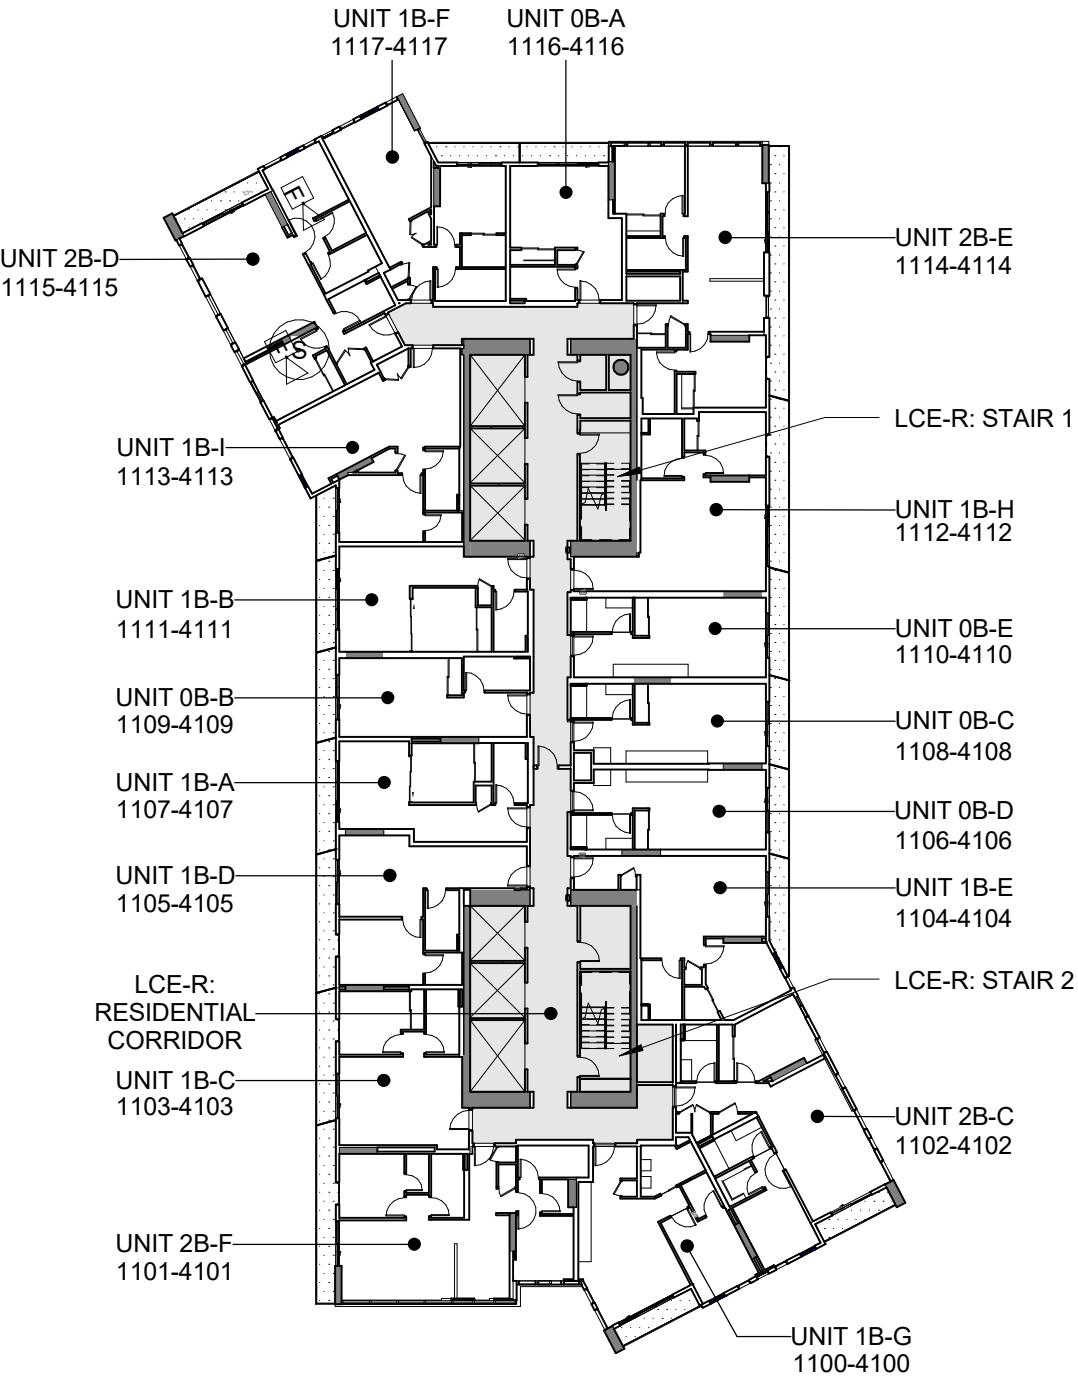 UNIT 1B-F
1117-4117
UNIT 0B-A
1116-4116
UNIT 2B-D
1115-4115
F
E
S
UNIT 2B-E
1114-4114
LCE-R: STAIR 1
UNIT 1B-I
1113-4113
UNIT 1B-H
1112-4112
UNIT 1B-B
1111-4111
UNIT 0B-E
1110-4110
UNIT 0B-B
1109-4109
UNIT 0B-C
1108-4108
UNIT 1B-A
1107-4107
UNIT 0B-D
1106-4106
UNIT 1B-D
1105-4105
UNIT 1B-E
1104-4104
LCE-R:
RESIDENTIAL
CORRIDOR
LCE-R: STAIR 2
UNIT 1B-C
1103-4103
UNIT 2B-C
1102-4102
UNIT 2B-F
1101-4101
UNIT 1B-G
1100-4100